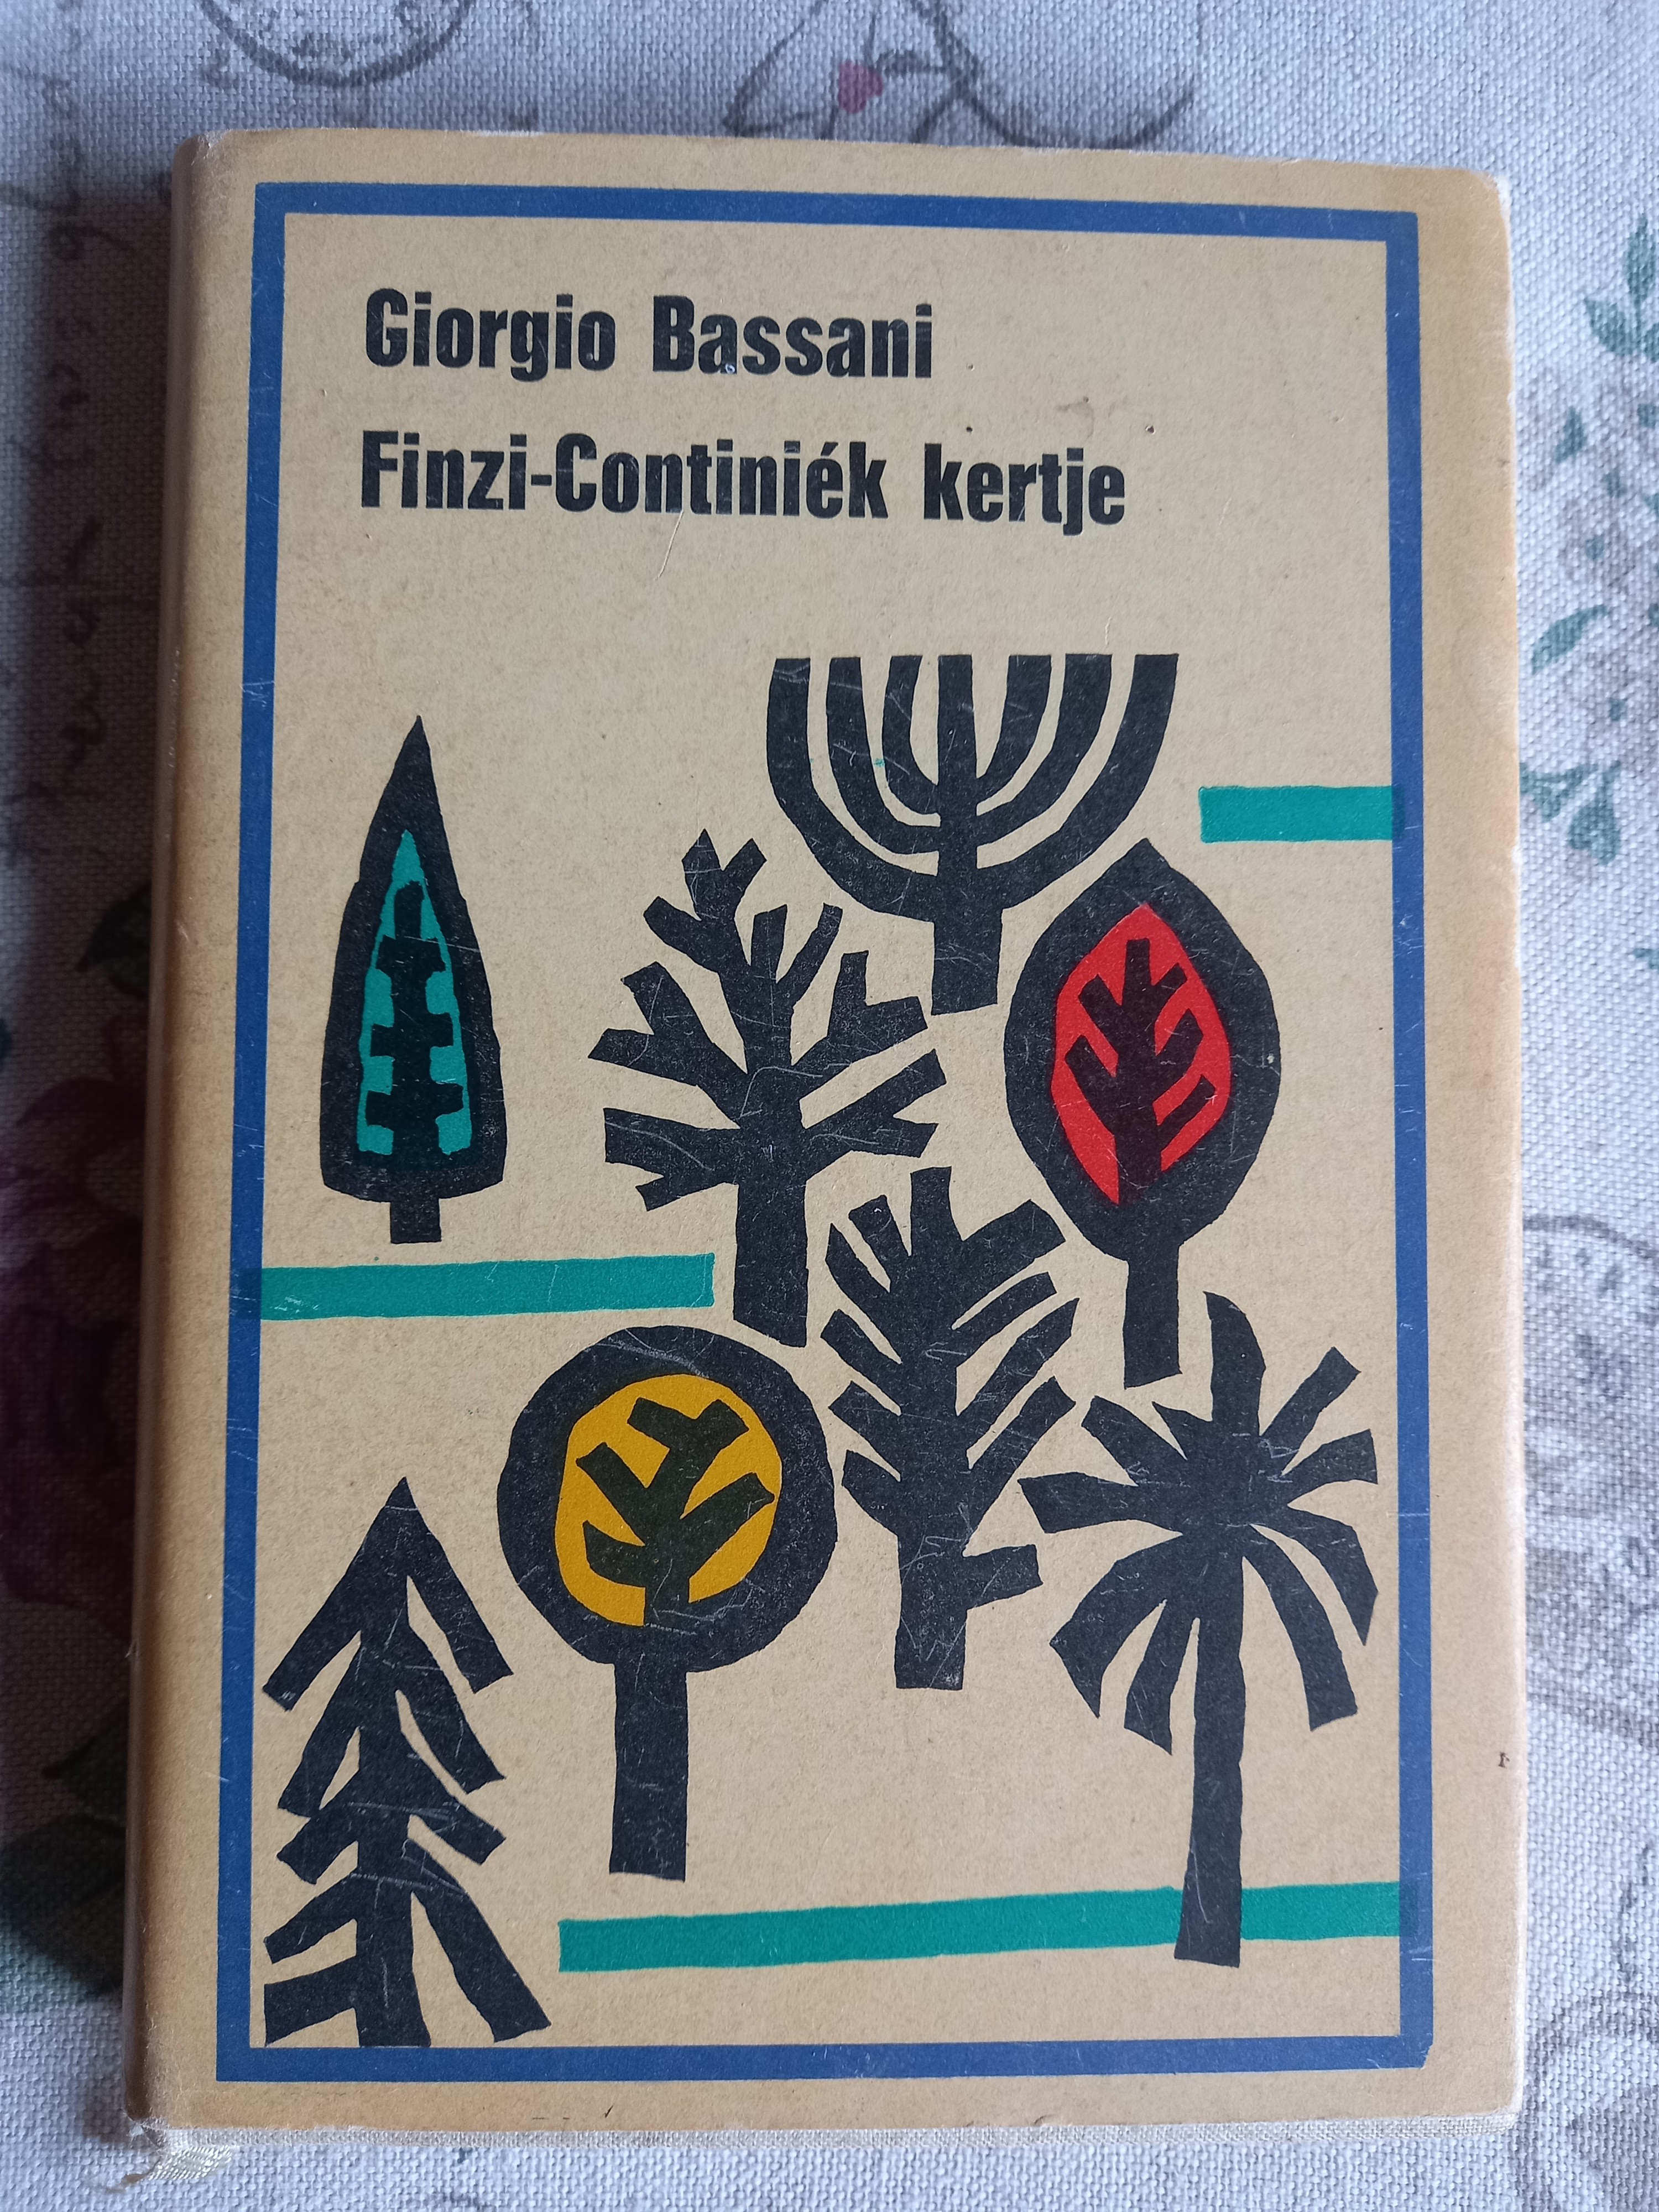 Giorgio Bassani
Finzi-Continiék kertje